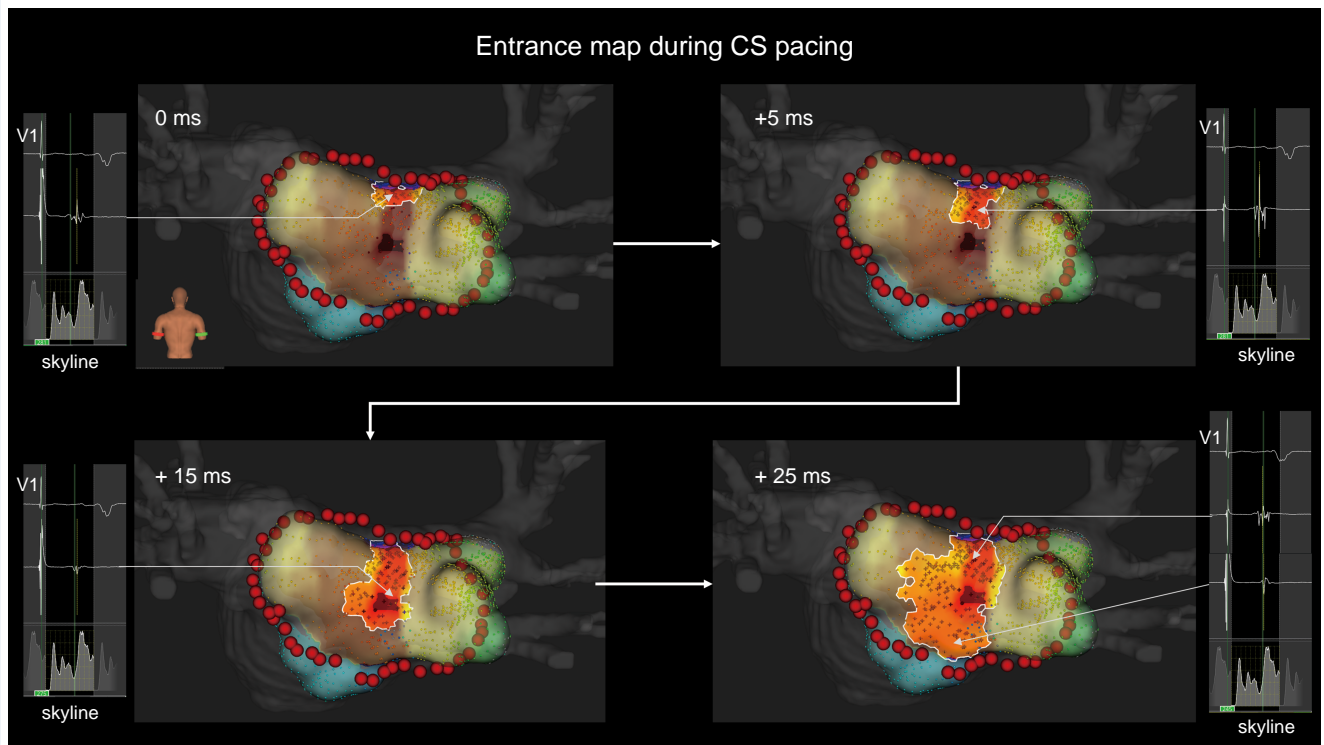 Entrance map during CS pacing
0 ms
V1
skyline
+5 ms
V1
skyline
+ 15 ms
V1
skyline
+ 25 ms
V1
skyline